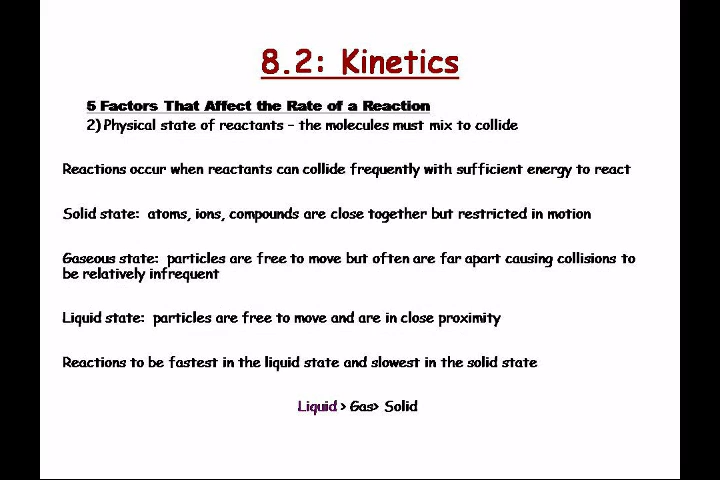 8.2: Kinetics
5 Factors That Affect the Rate of a Reaction
2) Physical state of reactants – the molecules must mix to collide
Reactions occur when reactants can collide frequently with sufficient energy to react
Solid state: atoms, ions, compounds are close together but restricted in motion
Gaseous state: particles are free to move but often are far apart causing collisions to
be relatively infrequent
Liquid state: particles are free to move and are in close proximity
Reactions to be fastest in the liquid state and slowest in the solid state
Liquid > Gas> Solid